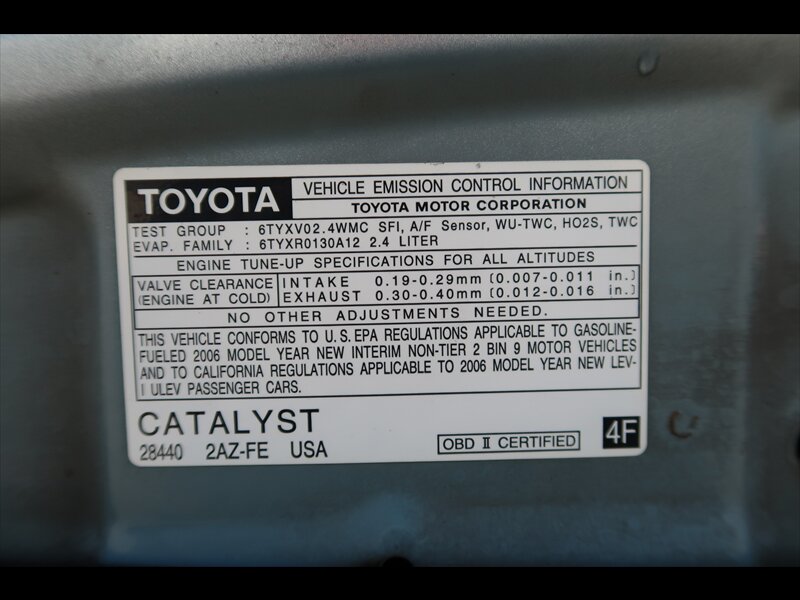 TOYOTA VEHICLE EMISSION CONTROL INFORMATION
TOYOTA MOTOR CORPORATION
TEST GROUP : 6TYXV02.4WMC SFI, A/F Sensor, WU-TWC, HO2S, TWC
EVAP. FAMILY : 6TYXR0130A12 2.4 LITER
ENGINE TUNE-UP SPECIFICATIONS FOR ALL ALTITUDES
VALVE CLEARANCE INTAKE 0.19-0.29mm (0.007-0.011 in.)
(ENGINE AT COLD) EXHAUST 0.30-0.40mm (0.012-0.016 in.)
NO OTHER ADJUSTMENTS NEEDED.
THIS VEHICLE CONFORMS TO U.S. EPA REGULATIONS APPLICABLE TO GASOLINE-
FUELED 2006 MODEL YEAR NEW INTERIM NON-TIER 2 BIN 9 MOTOR VEHICLES
AND TO CALIFORNIA REGULATIONS APPLICABLE TO 2006 MODEL YEAR NEW LEV-
I ULEV PASSENGER CARS.
CATALYST
28440 2AZ-FE USA OBD II CERTIFIED 4F